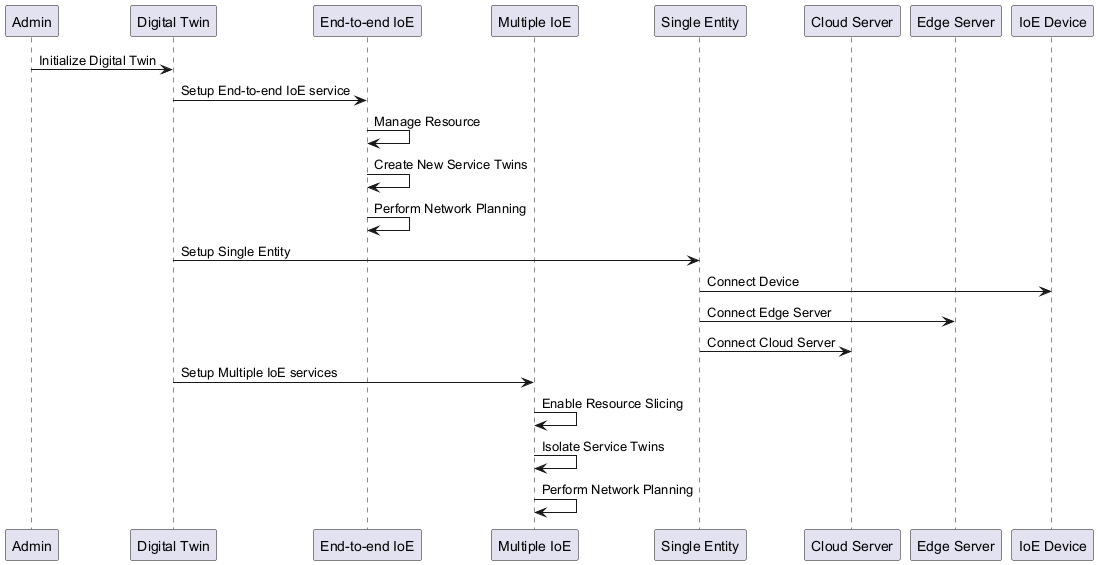 Admin
Digital Twin
End-to-end IoE
Multiple IoE
Single Entity
Cloud Server
Edge Server
IoE Device
Initialize Digital Twin
Setup End-to-end IoE service
Manage Resource
Create New Service Twins
Perform Network Planning
Setup Single Entity
Connect Device
Connect Edge Server
Connect Cloud Server
Setup Multiple IoE services
Enable Resource Slicing
Isolate Service Twins
Perform Network Planning
Admin
Digital Twin
End-to-end IoE
Multiple IoE
Single Entity
Cloud Server
Edge Server
IoE Device